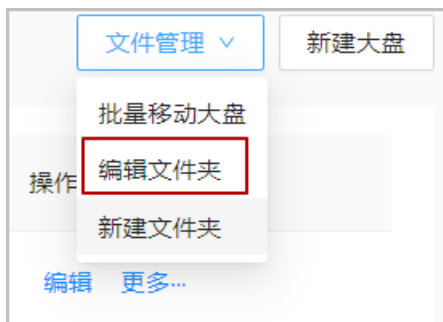 文件管理 新建大盘
批量移动大盘
操作 编辑文件夹
新建文件夹
编辑 更多...